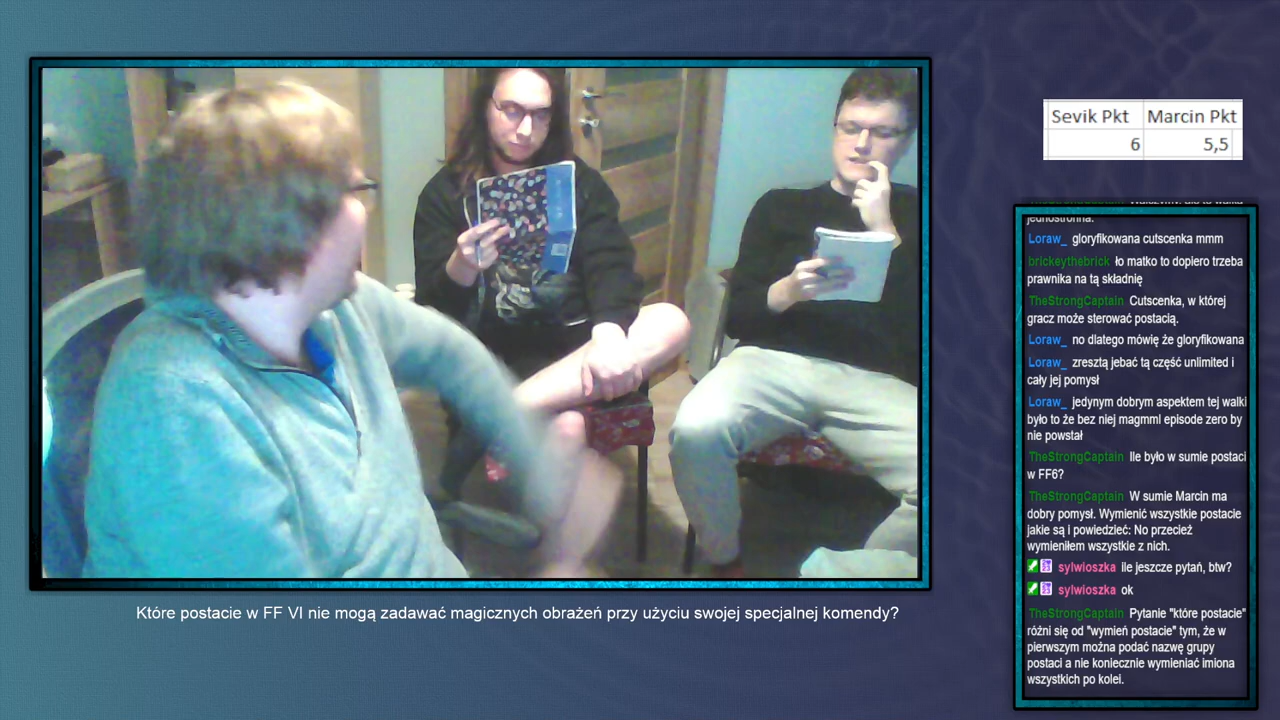 Sevik Pkt Marcin Pkt
6 5,5
jednostronna.
Loraw_ gloryfikowana cutscenka mmm
brickeythebrick ło matko to dopiero trzeba
prawnika na tą składnię
TheStrongCaptain Cutscenka, w której
gracz może sterować postacią.
Loraw_ no dlatego mówię że gloryfikowana
Loraw_ zresztą jebać tą część unlimited i
cały jej pomysł
Loraw_ jedynym dobrym aspektem tej walki
było to że bez niej magmml episode zero by
nie powstał
TheStrongCaptain Ile było w sumie postaci
w FF6?
TheStrongCaptain W sumie Marcin ma
dobry pomysł. Wymienić wszystkie postacie
jakie są i powiedzieć: No przecież
wymieniłem wszystkie z nich.
sylwioszka ile jeszcze pytań, btw?
sylwioszka ok
TheStrongCaptain Pytanie "które postacie"
różni się od "wymień postacie" tym, że w
pierwszym można podać nazwę grupy
postaci a nie koniecznie wymieniać imiona
wszystkich po kolei.
Które postacie w FF VI nie mogą zadawać magicznych obrażeń przy użyciu swojej specjalnej komendy?